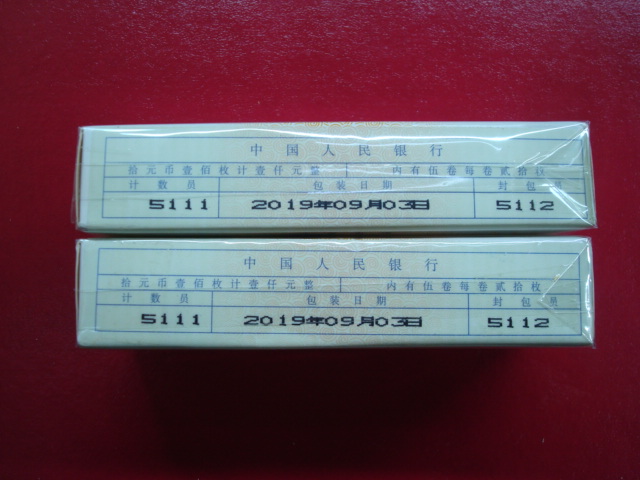 中国人民银行
拾元币壹佰枚计壹仟元整 内有伍卷每卷贰拾枚
计数员 包装日期 封包员
5111 2019年09月03日 5112
中国人民银行
拾元币壹佰枚计壹仟元整 内有伍卷每卷贰拾枚
计数员 包装日期 封包员
5111 2019年09月03日 5112